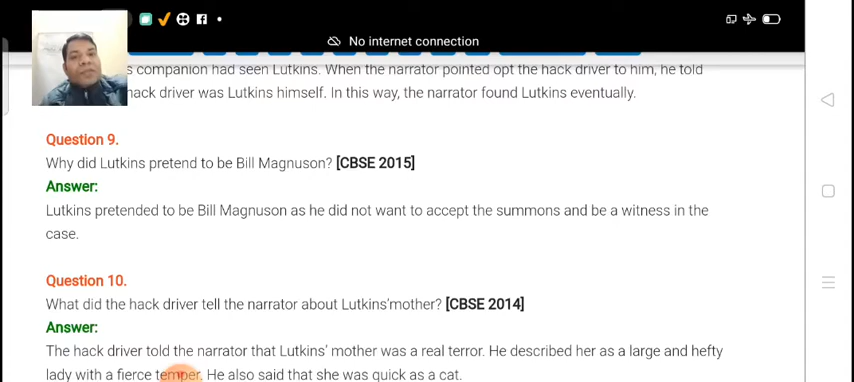 No internet connection
s companion had seen Lutkins. When the narrator pointed opt the hack driver to him, he told
hack driver was Lutkins himself. In this way, the narrator found Lutkins eventually.
Question 9.
Why did Lutkins pretend to be Bill Magnuson? [CBSE 2015]
Answer:
Lutkins pretended to be Bill Magnuson as he did not want to accept the summons and be a witness in the
case.
Question 10.
What did the hack driver tell the narrator about Lutkins'mother? [CBSE 2014]
Answer:
The hack driver told the narrator that Lutkins' mother was a real terror. He described her as a large and hefty
lady with a fierce temper. He also said that she was quick as a cat.